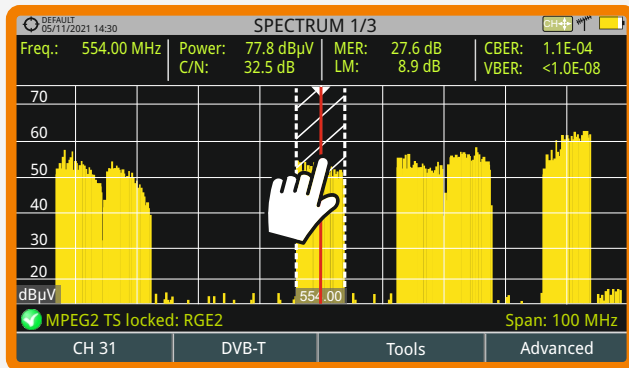 DEFAULT
05/11/2021 14:30
SPECTRUM 1/3
CH
Freq.: 554.00 MHz
Power: 77.8 dBµV
MER: 27.6 dB
CBER: 1.1E-04
C/N: 32.5 dB
LM: 8.9 dB
VBER: <1.0E-08
70
60
50
40
30
20
dBµV
554.00
MPEG2 TS locked: RGE2
Span: 100 MHz
CH 31
DVB-T
Tools
Advanced